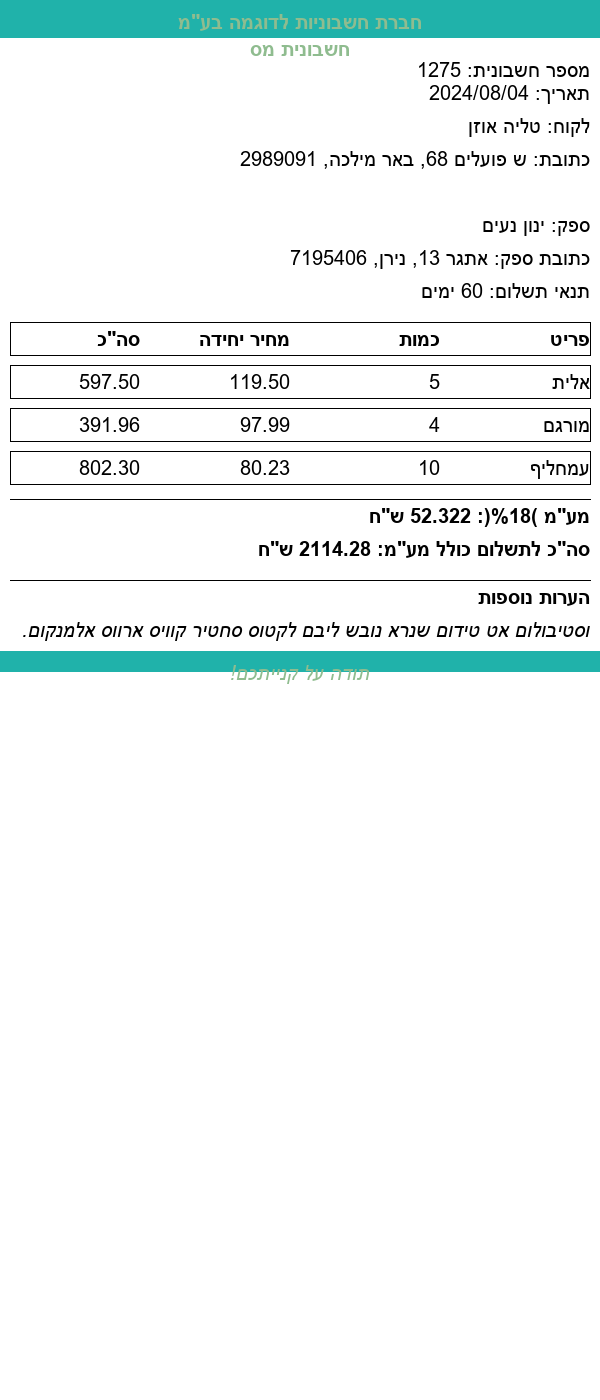 חברת חשבוניות לדוגמה בע"מ
חשבונית מס
מספר חשבונית: 1275
תאריך: 2024/08/04
לקוח: טליה אוזן
כתובת: ש פועלים 68, באר מילכה, 2989091
ספק: ינון נעים
כתובת ספק: אתגר 13, נירן, 7195406
תנאי תשלום: 60 ימים
פריט כמות מחיר יחידה סה"כ
אלית 5 119.50 597.50
מורגם 4 97.99 391.96
עמחליף 10 80.23 802.30
מע"מ )18%(: 52.322 ש"ח
סה"כ לתשלום כולל מע"מ: 2114.28 ש"ח
הערות נוספות
וסטיבולום אט טידום שנרא נובש ליבם לקטוס סחטיר קוויס ארווס אלמנקום.
תודה על קנייתכם!